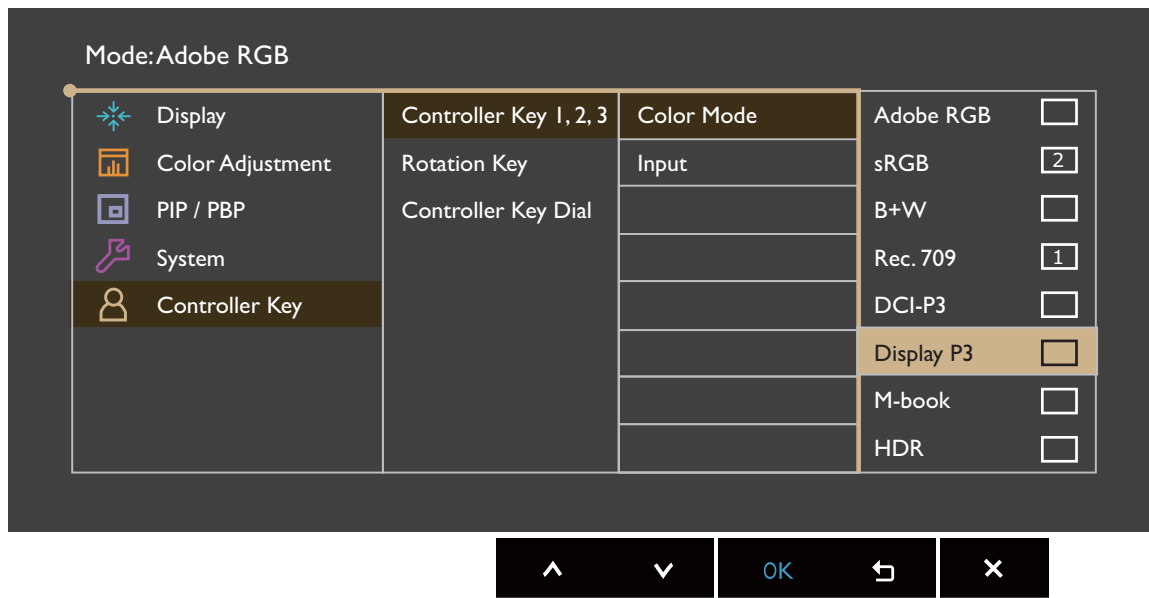 Mode:Adobe RGB
Display
Controller Key 1, 2, 3
Color Mode
Adobe RGB
Color Adjustment
Rotation Key
Input
sRGB
2
PIP / PBP
Controller Key Dial
B+W
System
Rec. 709
1
Controller Key
DCI-P3
Display P3
M-book
HDR
OK